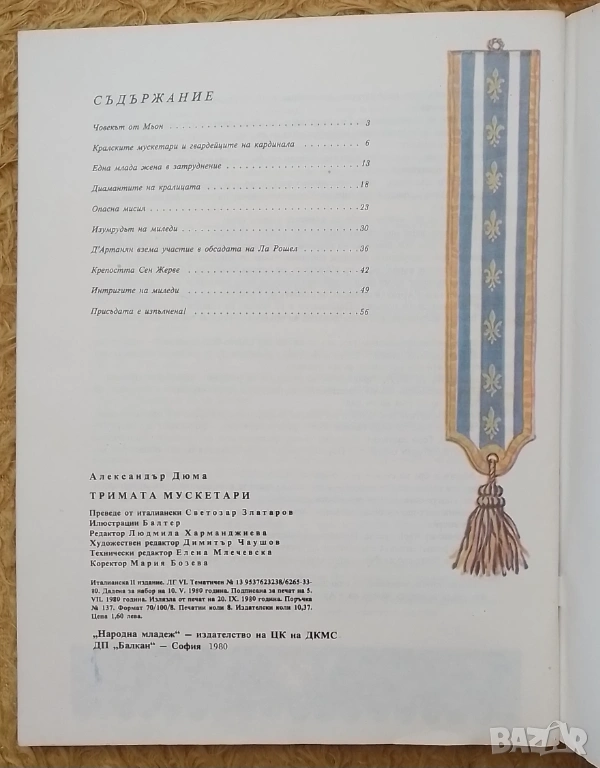 СЪДЪРЖАНИЕ
Човекът от Мьон . . . . . . . . . . . . . . . . . . . . . . . 3
Кралските мускетари и гвардейците на кардинала . . . . . . . . 6
Една млада жена в затруднение . . . . . . . . . . . . . . . . 13
Диамантите на кралицата . . . . . . . . . . . . . . . . . . . 18
Опасна мисия . . . . . . . . . . . . . . . . . . . . . . . . 23
Изумрудът на миледи . . . . . . . . . . . . . . . . . . . . . 30
Д'Артанян взема участие в обсадата на Ла Рошел . . . . . . . . 36
Крепостта Сен Жерве . . . . . . . . . . . . . . . . . . . . . 42
Интригите на миледи . . . . . . . . . . . . . . . . . . . . . 49
Присъдата е изпълнена! . . . . . . . . . . . . . . . . . . . . 56
Александър Дюма
ТРИМАТА МУСКЕТАРИ
Преведе от италиански Светозар Златаров
Илюстрации Балтер
Редактор Людмила Харманджиева
Художествен редактор Димитър Чаушов
Технически редактор Елена Млечевска
Коректор Мария Бозева
Италианска II издание. ЛГ VI. Тематичен № 13 9537623238/6265-33-
80. Дадена за набор на 10. V. 1980 година. Подписана за печат на 5.
VII. 1980 година. Излязла от печат на 20. IX. 1980 година. Поръчка
№ 137. Формат 70/100/8. Печатни коли 8. Издателски коли 10,37.
Цена 1,60 лева.
„Народна младеж" — издателство на ЦК на ДКМС
ДП „Балкан" — София 1980
BAZAR